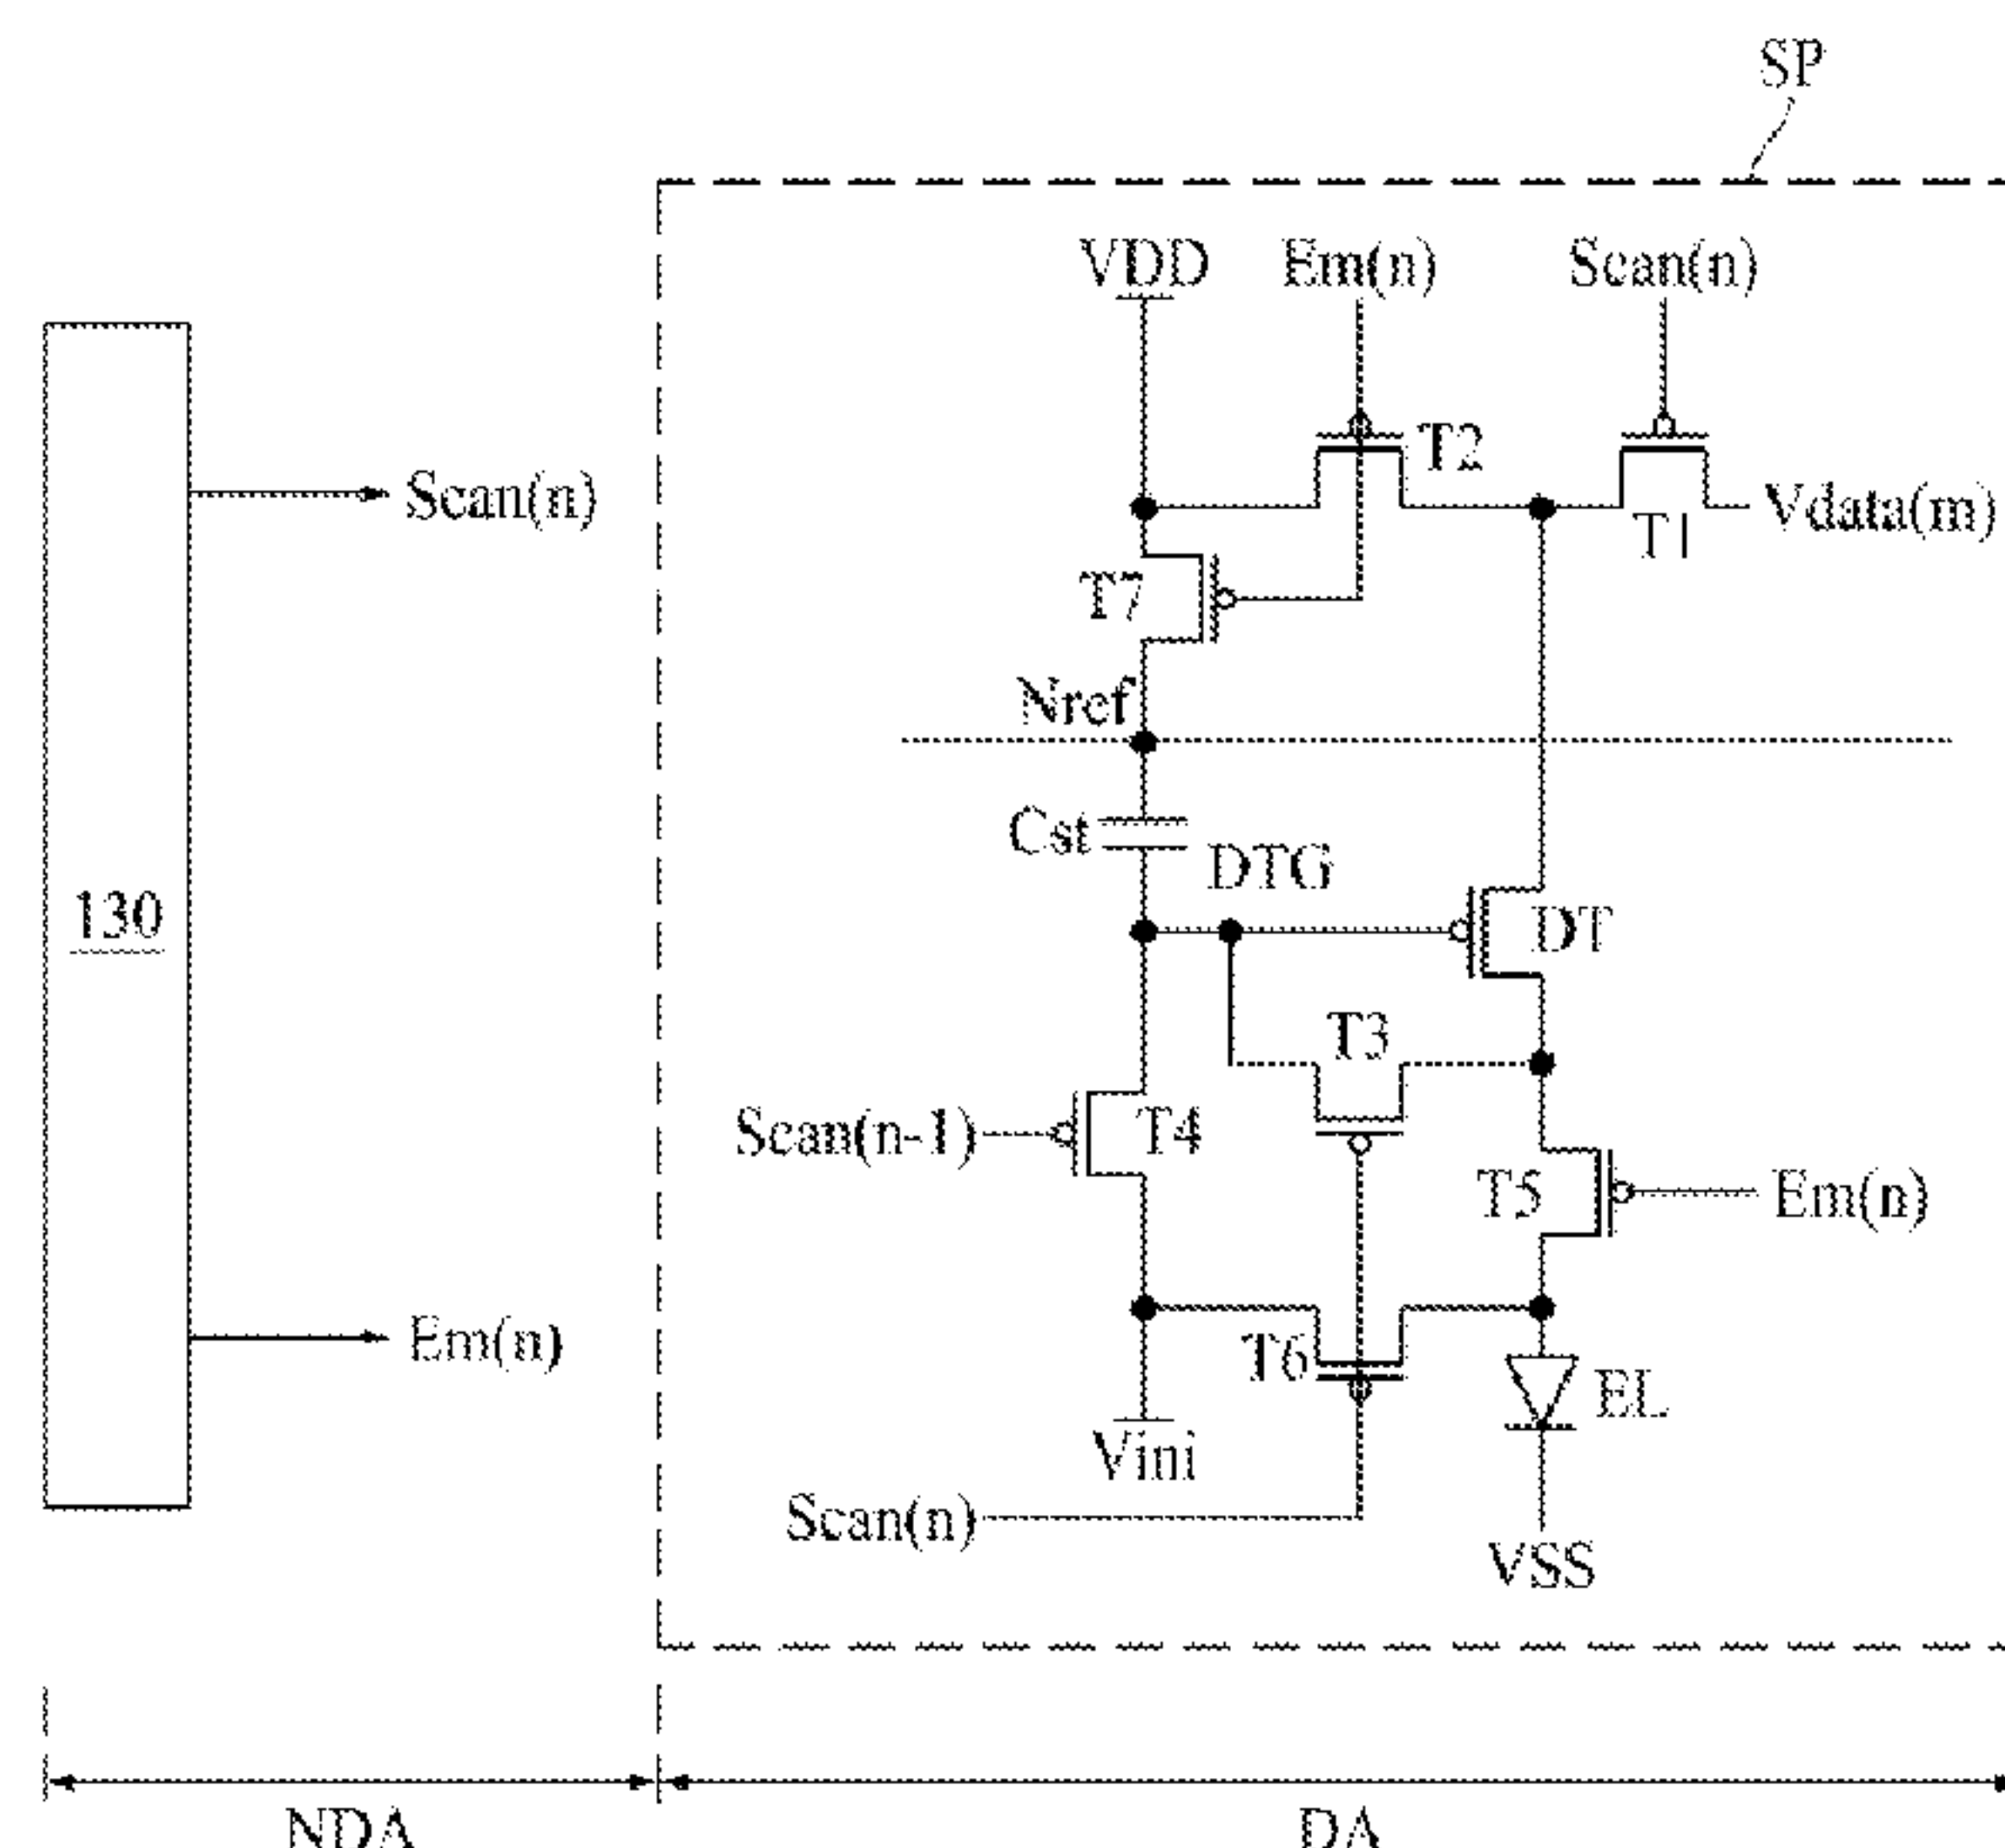 SP
VDD Em(n) Scan(n)
T2
Scan(n)
T1 Vdata(m)
T7
Nref
Cst
DTG
130
DT
T3
Scan(n-1) T4
T5 Em(n)
Em(n)
T6
EL
Vini
Scan(n)
VSS
NDA DA